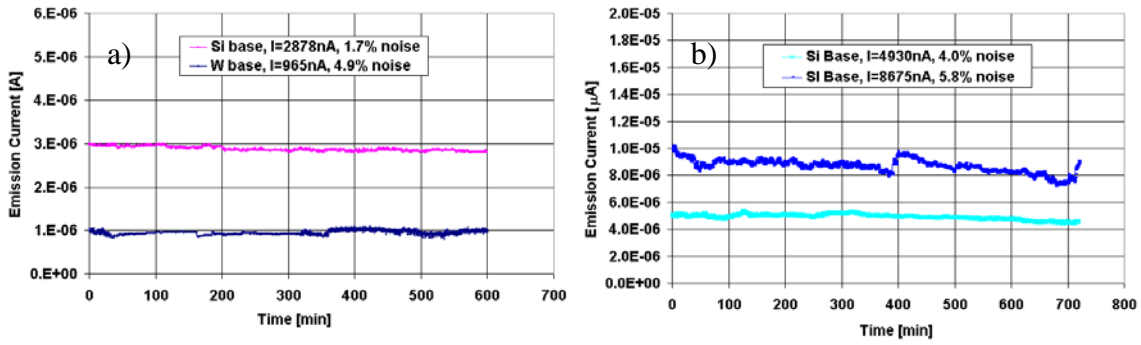 a)
Si base, I=2878nA, 1.7% noise
W base, I=965nA, 4.9% noise
Emission Current [A]
6.E-06
5.E-06
4.E-06
3.E-06
2.E-06
1.E-06
0.E+00
0 100 200 300 400 500 600 700
Time [min]
b)
Si Base, I=4930nA, 4.0% noise
SI Base, I=8675nA, 5.8% noise
Emission Current [µA]
2.0E-05
1.8E-05
1.6E-05
1.4E-05
1.2E-05
1.0E-05
8.0E-06
6.0E-06
4.0E-06
2.0E-06
0.0E+00
0 100 200 300 400 500 600 700 800
Time [min]